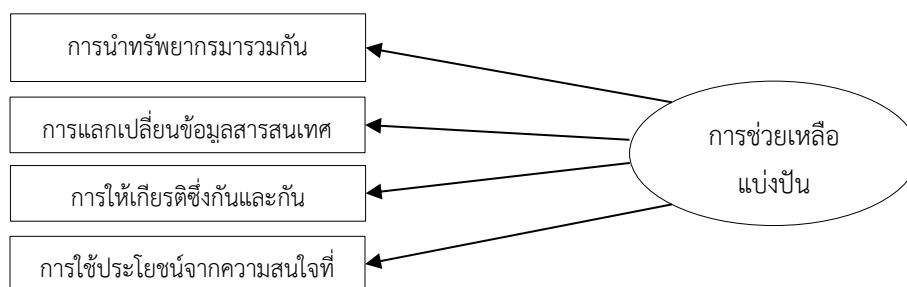 การนำทรัพยากรมารวมกัน
การแลกเปลี่ยนข้อมูลสารสนเทศ
การให้เกียรติซึ่งกันและกัน
การใช้ประโยชน์จากความสนใจที่
การช่วยเหลือ
แบ่งปัน